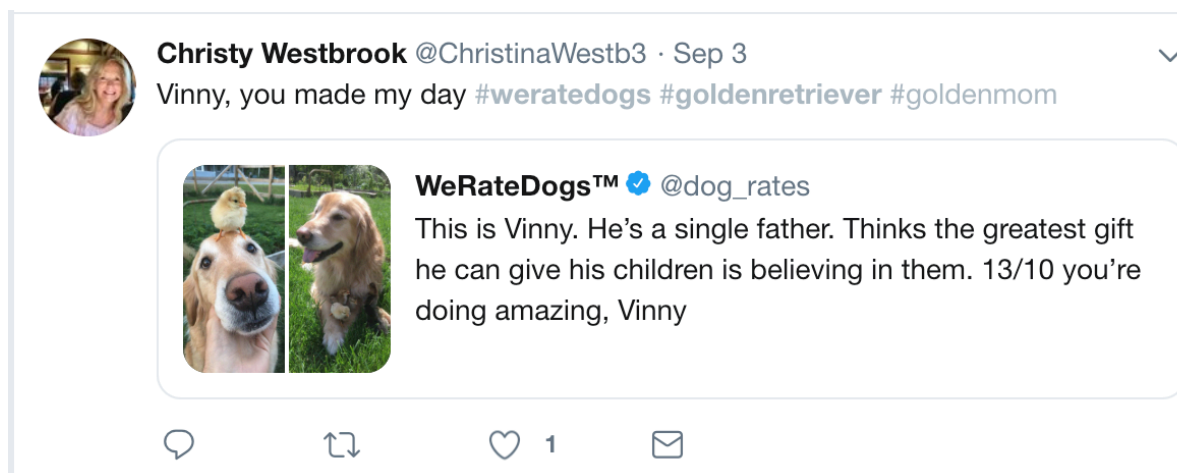 Christy Westbrook @ChristinaWestb3 · Sep 3
Vinny, you made my day #weratedogs #goldenretriever #goldenmom
WeRateDogs™ @dog_rates
This is Vinny. He’s a single father. Thinks the greatest gift
he can give his children is believing in them. 13/10 you’re
doing amazing, Vinny
1